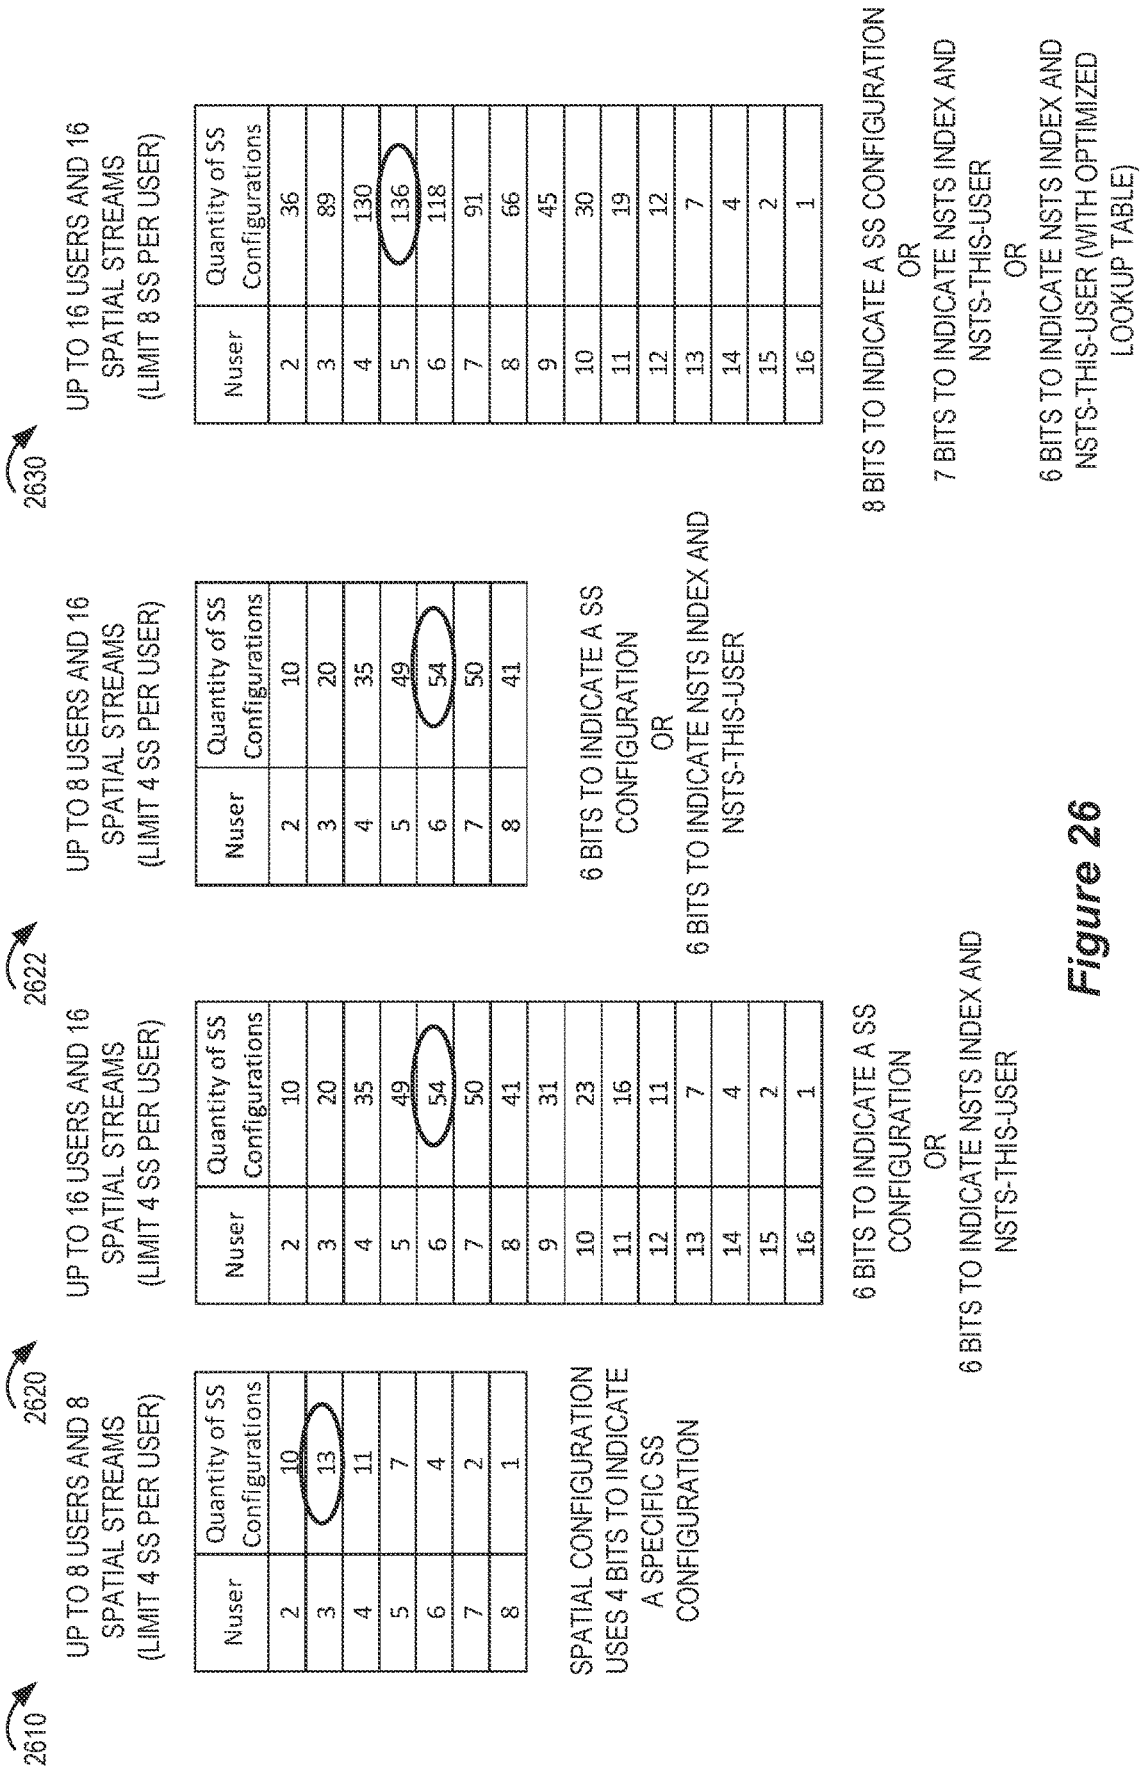 2610
UP TO 8 USERS AND 8
SPATIAL STREAMS
(LIMIT 4 SS PER USER)
Nuser Quantity of SS Configurations
2 10
3 13
4 11
5 7
6 4
7 2
8 1
SPATIAL CONFIGURATION
USES 4 BITS TO INDICATE
A SPECIFIC SS
CONFIGURATION
2620
UP TO 16 USERS AND 16
SPATIAL STREAMS
(LIMIT 4 SS PER USER)
Nuser Quantity of SS Configurations
2 10
3 20
4 35
5 49
6 54
7 50
8 41
9 31
10 23
11 16
12 11
13 7
14 4
15 2
16 1
6 BITS TO INDICATE A SS
CONFIGURATION
OR
6 BITS TO INDICATE NSTS INDEX AND
NSTS-THIS-USER
2622
UP TO 8 USERS AND 16
SPATIAL STREAMS
(LIMIT 4 SS PER USER)
Nuser Quantity of SS Configurations
2 10
3 20
4 35
5 49
6 54
7 50
8 41
6 BITS TO INDICATE A SS
CONFIGURATION
OR
6 BITS TO INDICATE NSTS INDEX AND
NSTS-THIS-USER
2630
UP TO 16 USERS AND 16
SPATIAL STREAMS
(LIMIT 8 SS PER USER)
Nuser Quantity of SS Configurations
2 36
3 89
4 130
5 136
6 118
7 91
8 66
9 45
10 30
11 19
12 12
13 7
14 4
15 2
16 1
8 BITS TO INDICATE A SS CONFIGURATION
OR
7 BITS TO INDICATE NSTS INDEX AND
NSTS-THIS-USER
OR
6 BITS TO INDICATE NSTS INDEX AND
NSTS-THIS-USER (WITH OPTIMIZED
LOOKUP TABLE)
Figure 26